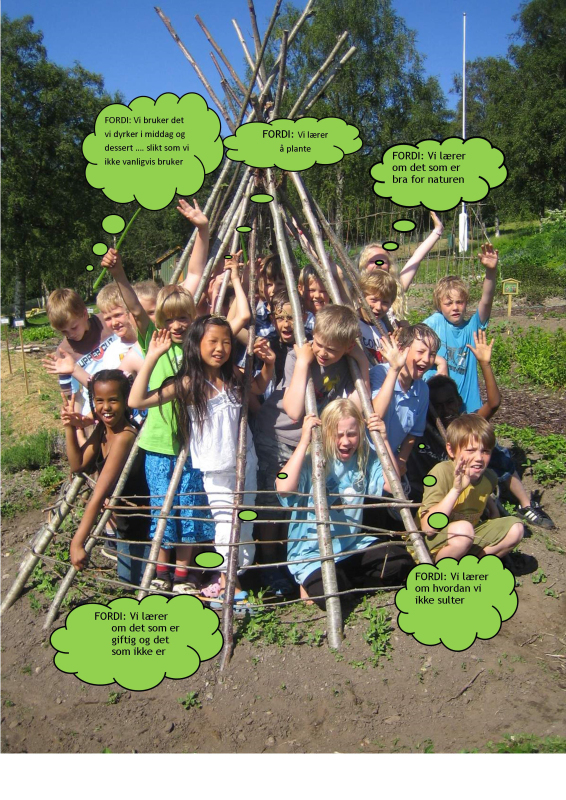 FORDI: Vi bruker det
vi dyrker i middag og
dessert .... slikt som vi
ikke vanligvis bruker
FORDI: Vi lærer
å plante
FORDI: Vi lærer
om det som er
bra for naturen
FORDI: Vi lærer
om hvordan vi
ikke sulter
FORDI: Vi lærer
om det som er
giftig og det
som ikke er